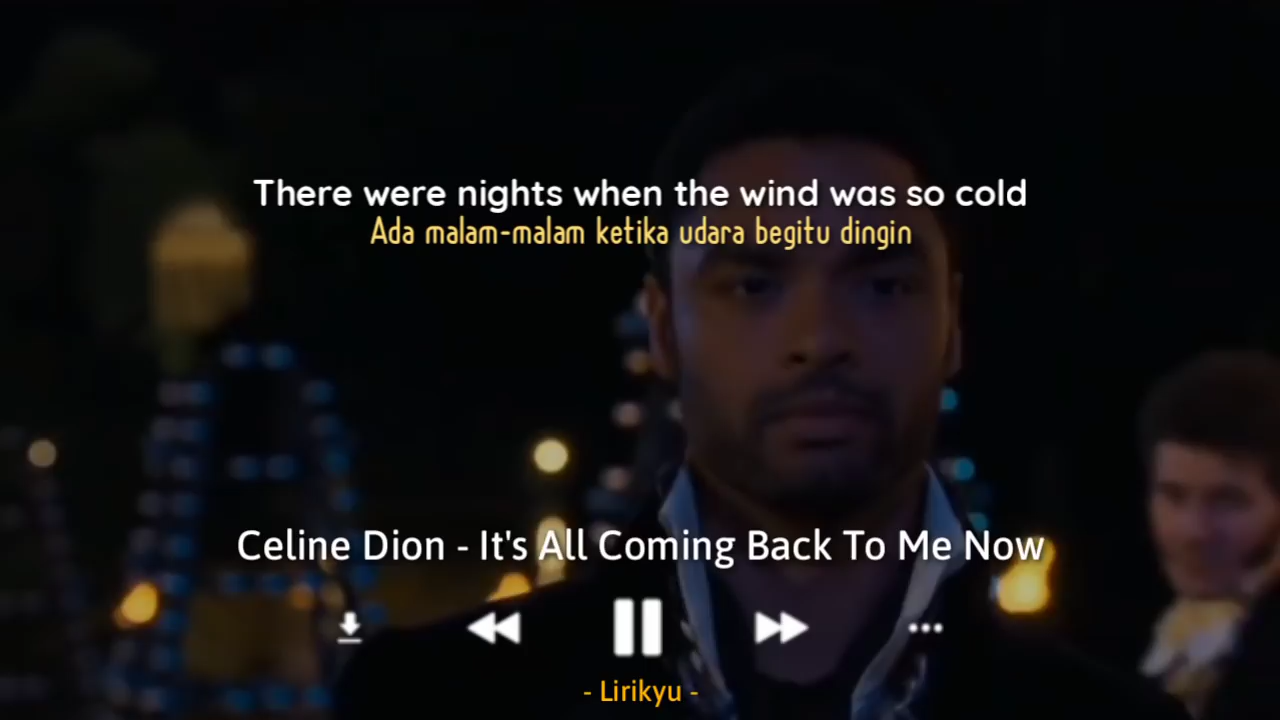 There were nights when the wind was so cold
Ada malam-malam ketika udara begitu dingin
Celine Dion - It's All Coming Back To Me Now
- Lirikyu -